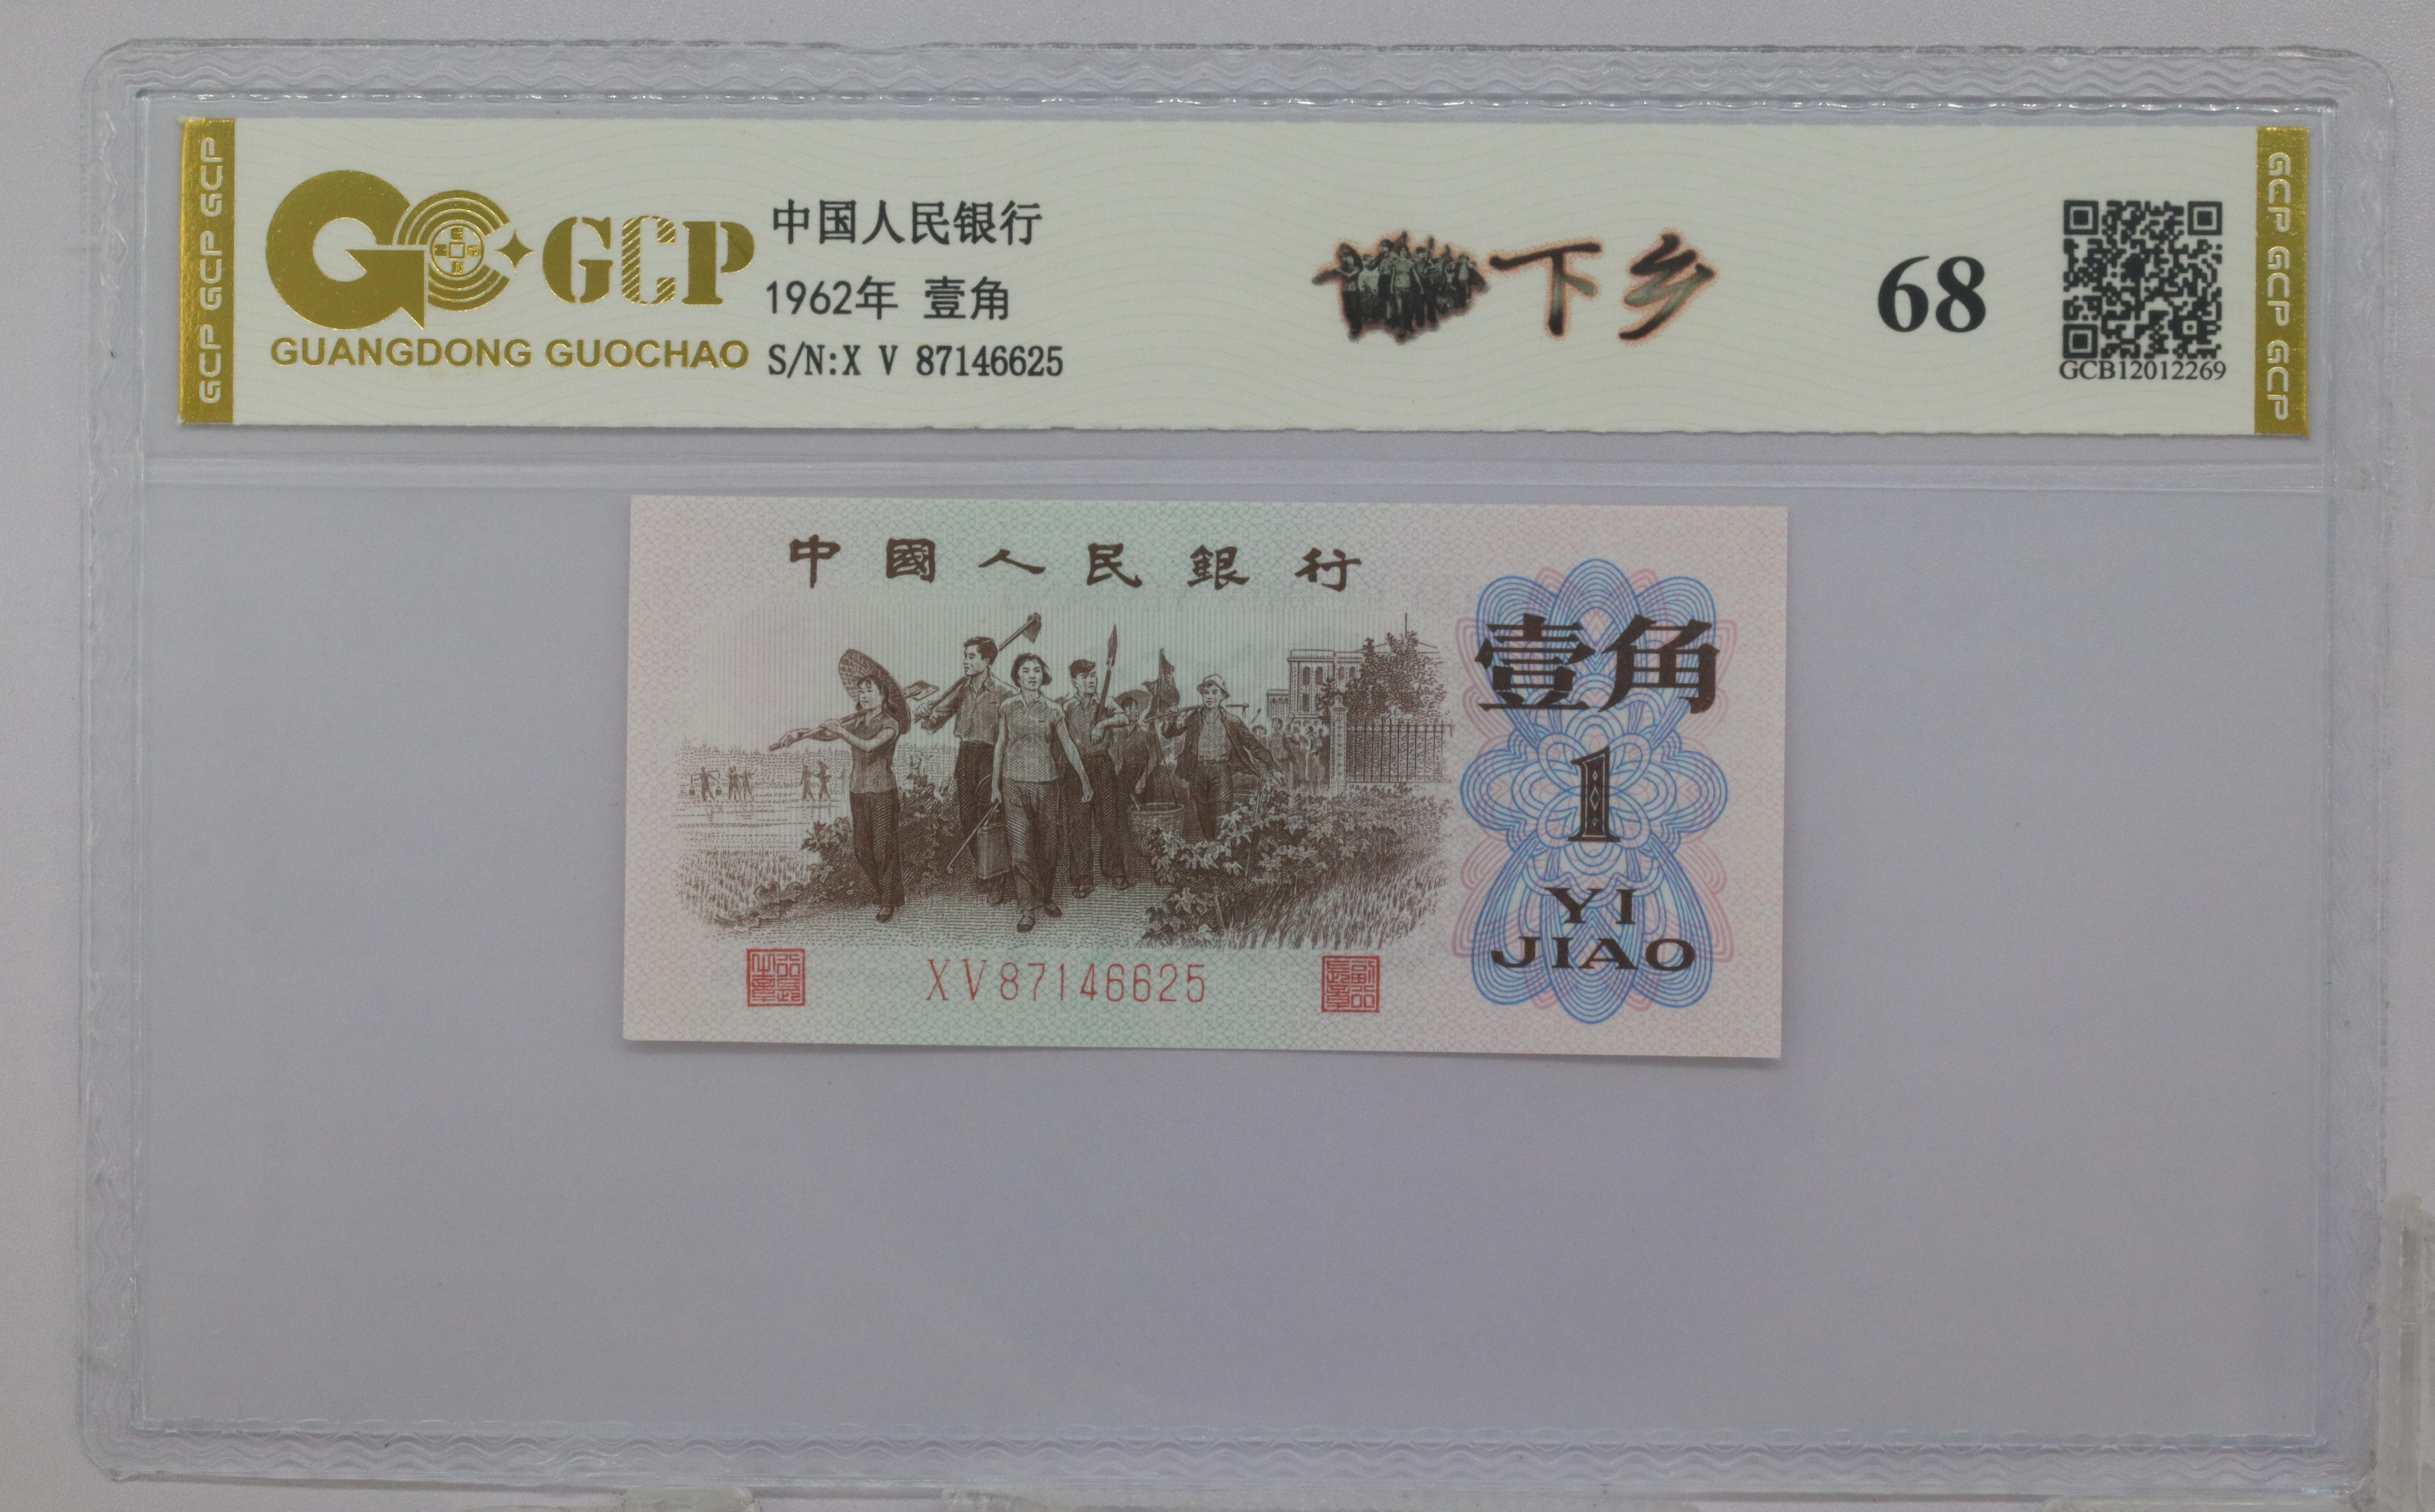 GCP GCP GCP
GCP
GUANGDONG GUOCHAO
中国人民银行
1962年 壹角
S/N:X V 87146625
下乡
68
GCB12012269
GCP GCP GCP
中國人民銀行
壹角
1
YI
JIAO
XV87146625